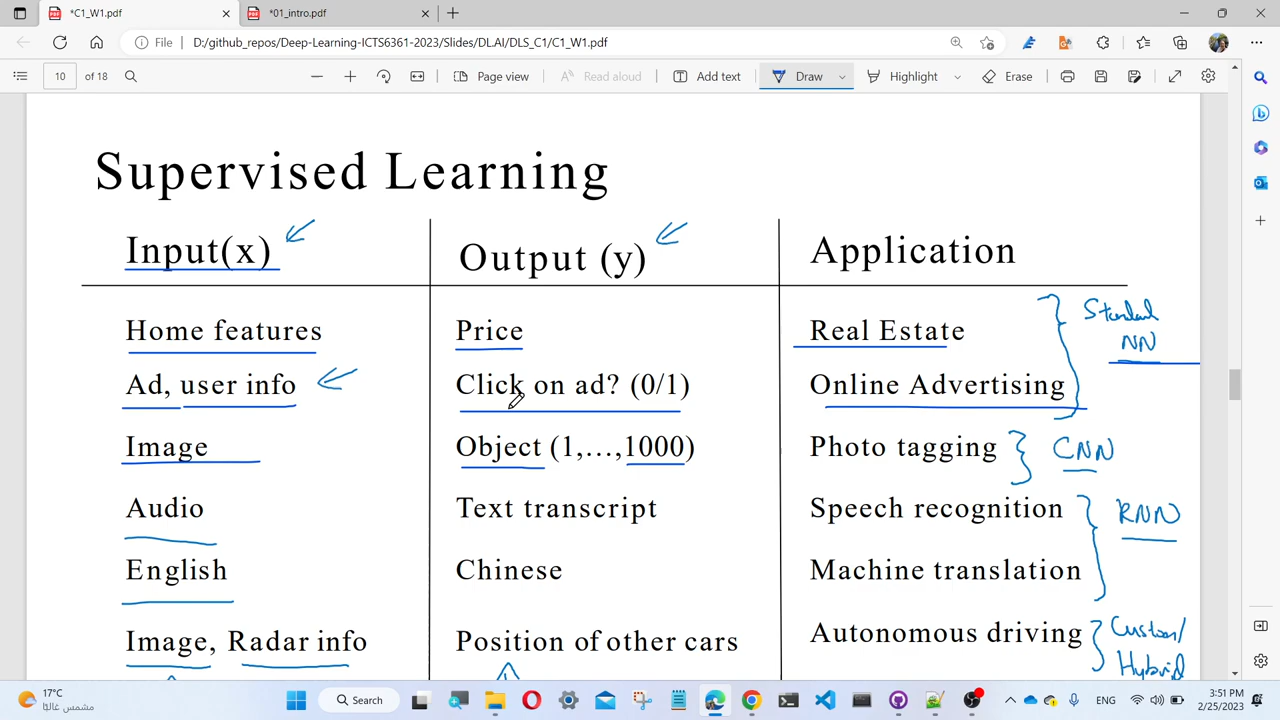 *C1_W1.pdf
*01_intro.pdf
File
D:/github_repos/Deep-Learning-ICTS6361-2023/Slides/DL.AI/DLS_C1/C1_W1.pdf
10 of 18
Page view
Read aloud
Add text
Draw
Highlight
Erase
Supervised Learning
Input(x) Output (y) Application
Home features Price Real Estate
Standard
NN
Ad, user info Click on ad? (0/1) Online Advertising
Image Object (1,…,1000) Photo tagging CNN
Audio Text transcript Speech recognition RNN
English Chinese Machine translation
Image, Radar info Position of other cars Autonomous driving
Custom/
Hybrid
17°C
مشمس غالبًا
Search
ENG
3:51 PM
2/25/2023